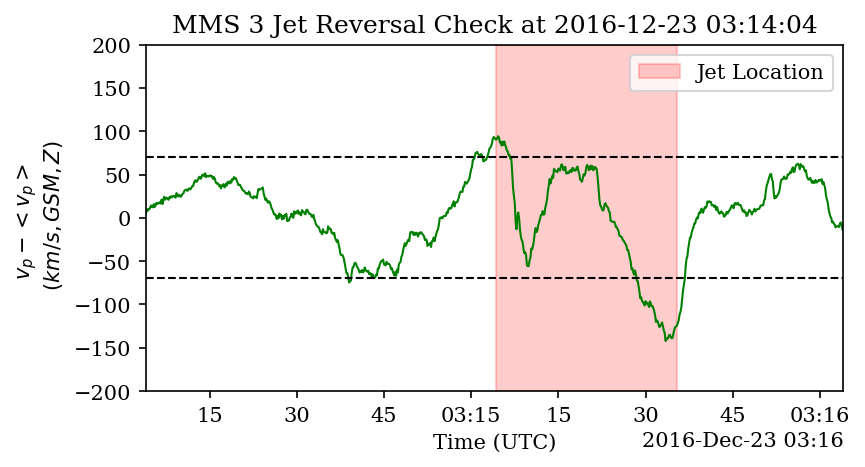 MMS 3 Jet Reversal Check at 2016-12-23 03:14:04
200
150
100
50
0
−50
−100
−150
−200
v_p − < v_p >
(km/s, GSM, Z)
Jet Location
15
30
45
03:15
15
30
45
03:16
Time (UTC)
2016-Dec-23 03:16